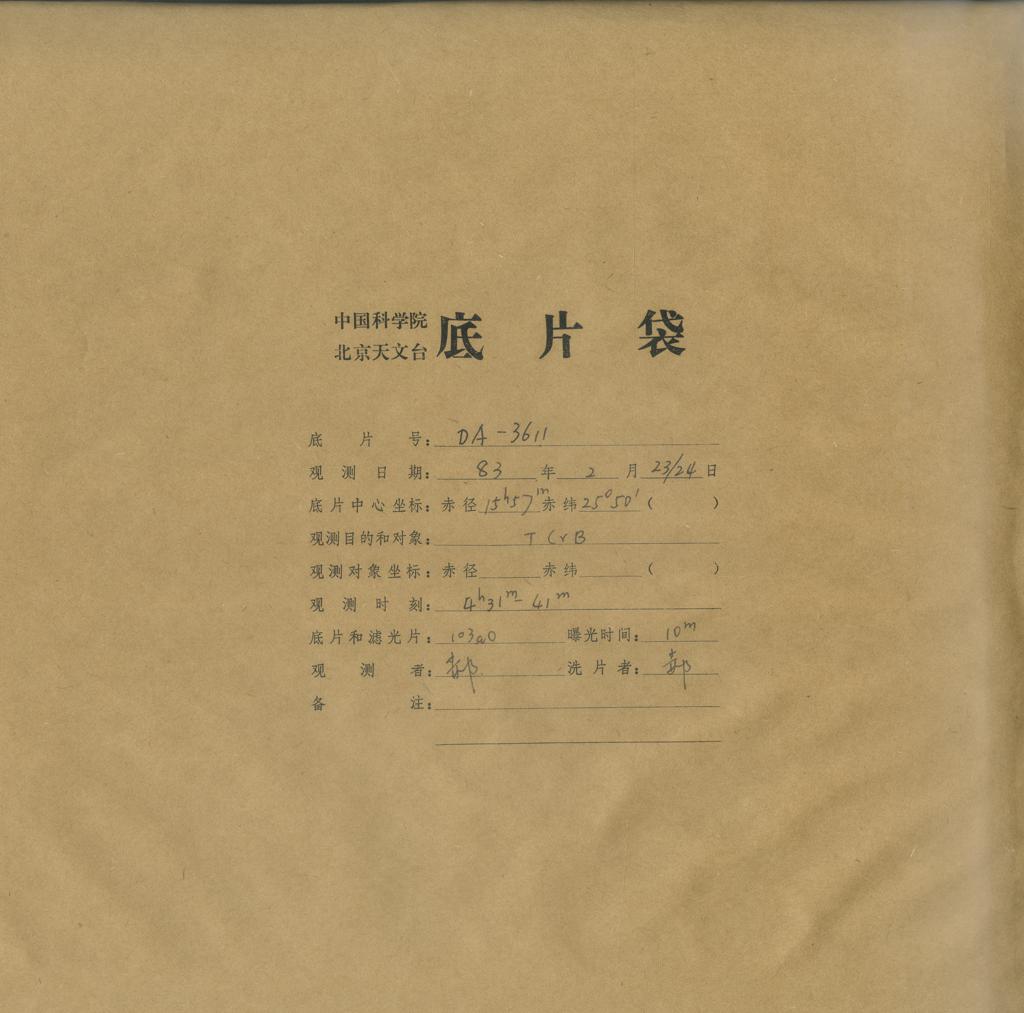 中国科学院
北京天文台
底片袋
底片号: DA-3611
观测日期: 83 年 2 月 23/24 日
底片中心坐标: 赤径 15h57m 赤纬 25°50' ( )
观测目的和对象: T CrB
观测对象坐标: 赤径 赤纬 ( )
观测时刻: 4h31m-41m
底片和滤光片: 103aO 曝光时间: 10m
观测者: 郝 洗片者: 郝
备注: